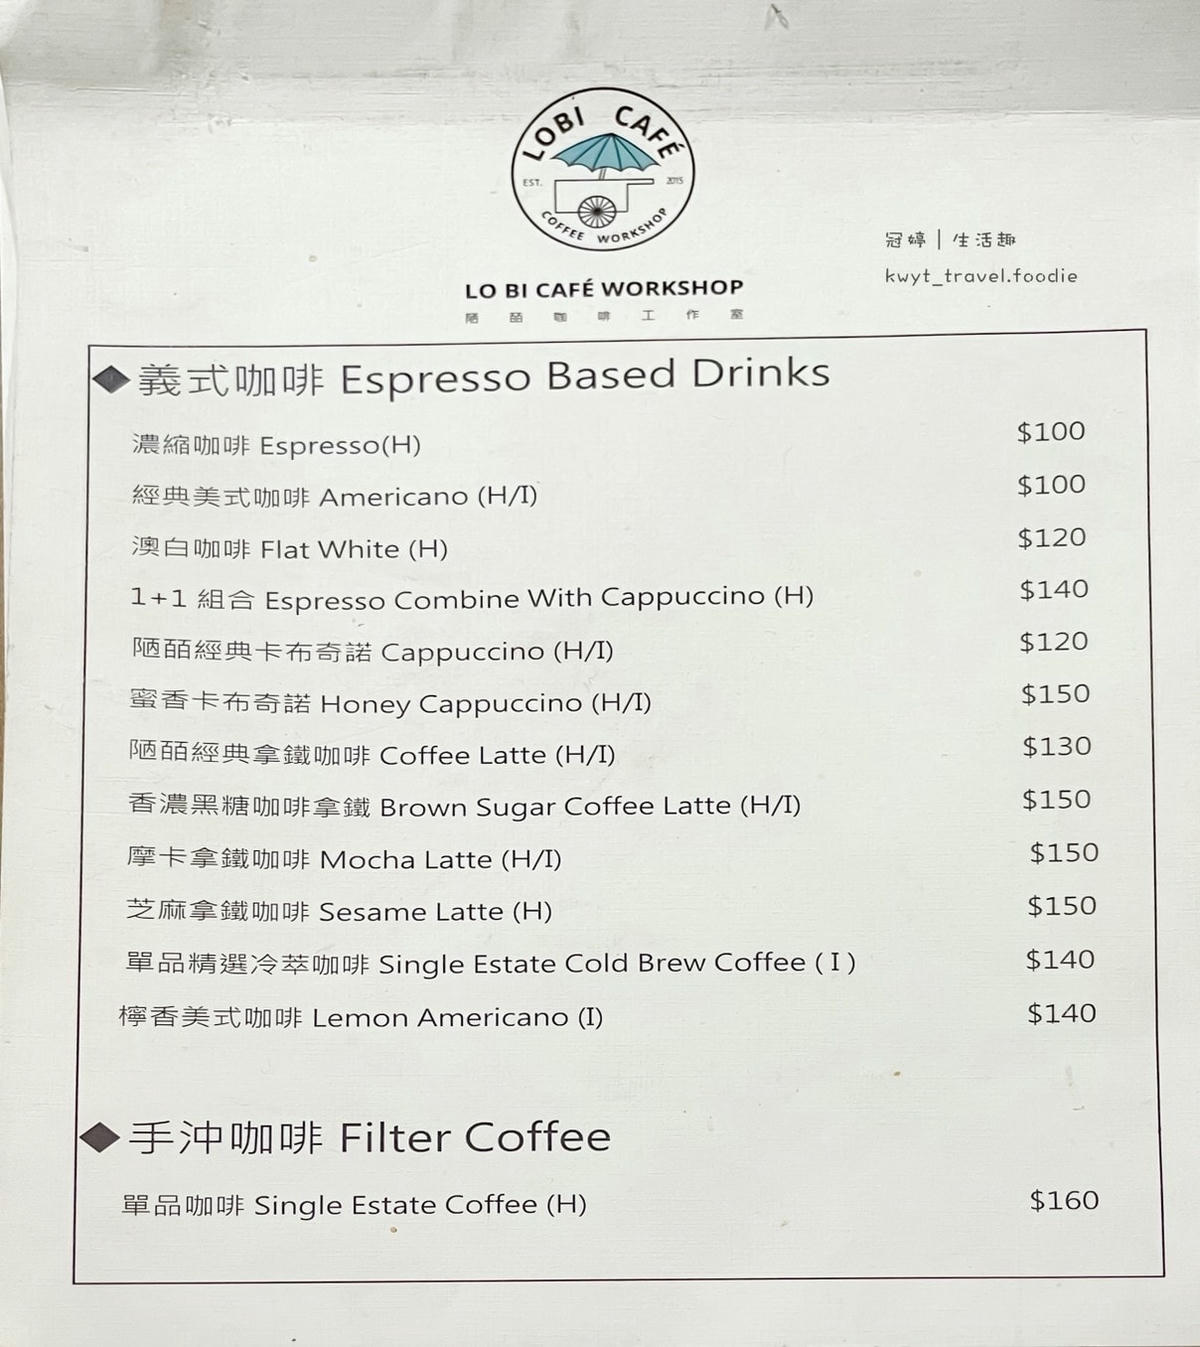 LOBI CAFÉ
EST. 2015
COFFEE WORKSHOP
冠婷｜生活趣
kwyt_travel.foodie
LO BI CAFÉ WORKSHOP
陋皕咖啡工作室
◆義式咖啡 Espresso Based Drinks
濃縮咖啡 Espresso(H) $100
經典美式咖啡 Americano (H/I) $100
澳白咖啡 Flat White (H) $120
1+1 組合 Espresso Combine With Cappuccino (H) $140
陋皕經典卡布奇諾 Cappuccino (H/I) $120
蜜香卡布奇諾 Honey Cappuccino (H/I) $150
陋皕經典拿鐵咖啡 Coffee Latte (H/I) $130
香濃黑糖咖啡拿鐵 Brown Sugar Coffee Latte (H/I) $150
摩卡拿鐵咖啡 Mocha Latte (H/I) $150
芝麻拿鐵咖啡 Sesame Latte (H) $150
單品精選冷萃咖啡 Single Estate Cold Brew Coffee ( I ) $140
檸香美式咖啡 Lemon Americano (I) $140
◆手沖咖啡 Filter Coffee
單品咖啡 Single Estate Coffee (H) $160